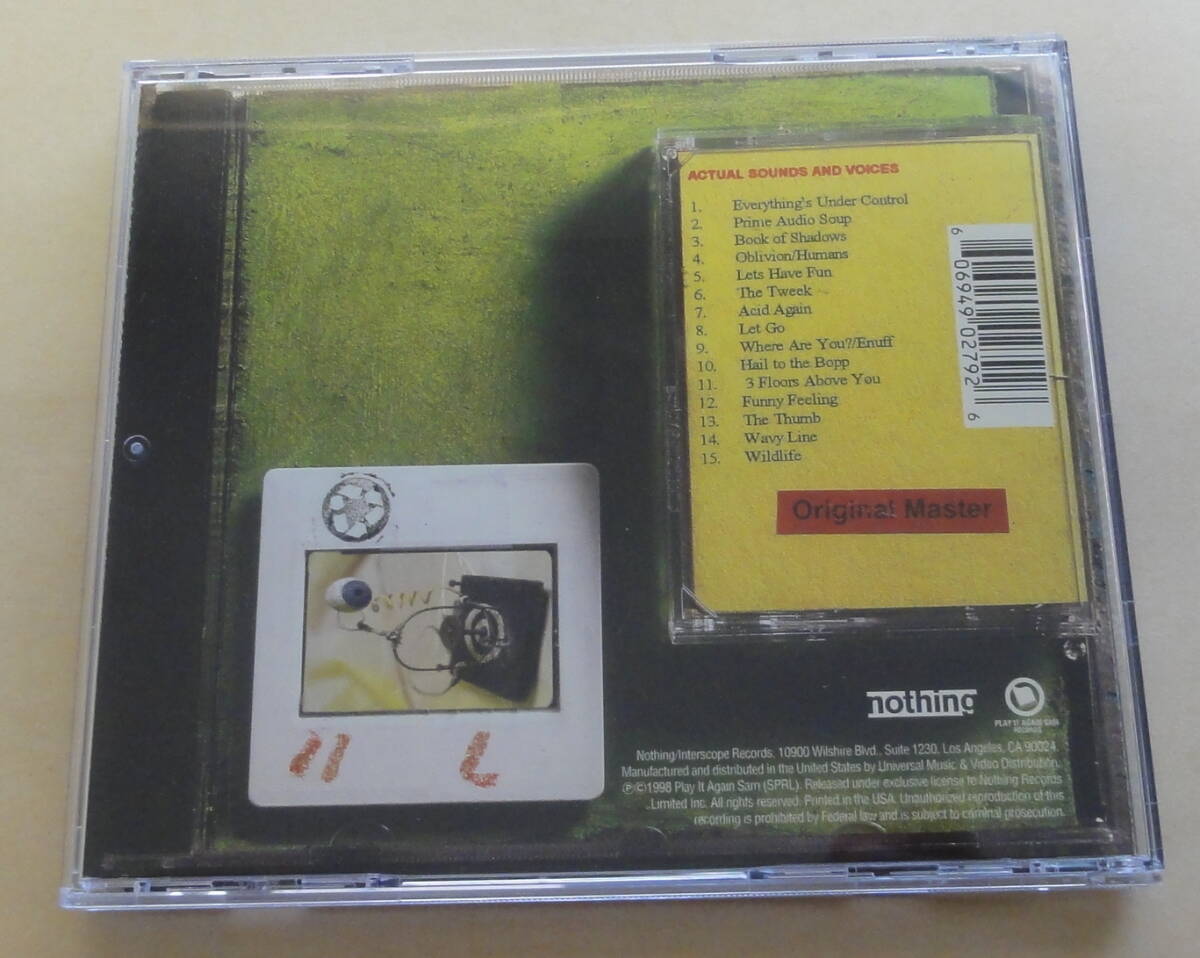 ACTUAL SOUNDS AND VOICES
1. Everything's Under Control
2. Prime Audio Soup
3. Book of Shadows
4. Oblivion/Humans
5. Lets Have Fun
6. The Tweek
7. Acid Again
8. Let Go
9. Where Are You?/Enuff
10. Hail to the Bopp
11. 3 Floors Above You
12. Funny Feeling
13. The Thumb
14. Wavy Line
15. Wildlife
6 06949 02792 6
Original Master
nothing
PLAY IT AGAIN SAM
RECORDS
Nothing/Interscope Records. 10900 Wilshire Blvd., Suite 1230, Los Angeles, CA 90024.
Manufactured and distributed in the United States by Universal Music & Video Distribution.
℗©1998 Play It Again Sam (SPRL). Released under exclusive license to Nothing Records
Limited Inc. All rights reserved. Printed in the USA. Unauthorized reproduction of this
recording is prohibited by Federal law and is subject to criminal prosecution.